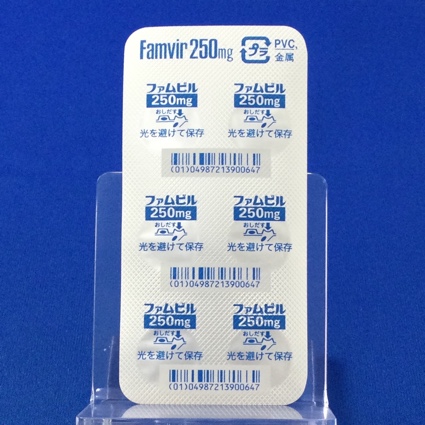 Famvir 250mg プラ PVC,
金属
ファムビル ファムビル
250mg 250mg
おしだす おしだす
光を避けて保存 光を避けて保存
(01)04987213900647
ファムビル ファムビル
250mg 250mg
おしだす おしだす
光を避けて保存 光を避けて保存
(01)04987213900647
ファムビル ファムビル
250mg 250mg
おしだす おしだす
光を避けて保存 光を避けて保存
(01)04987213900647